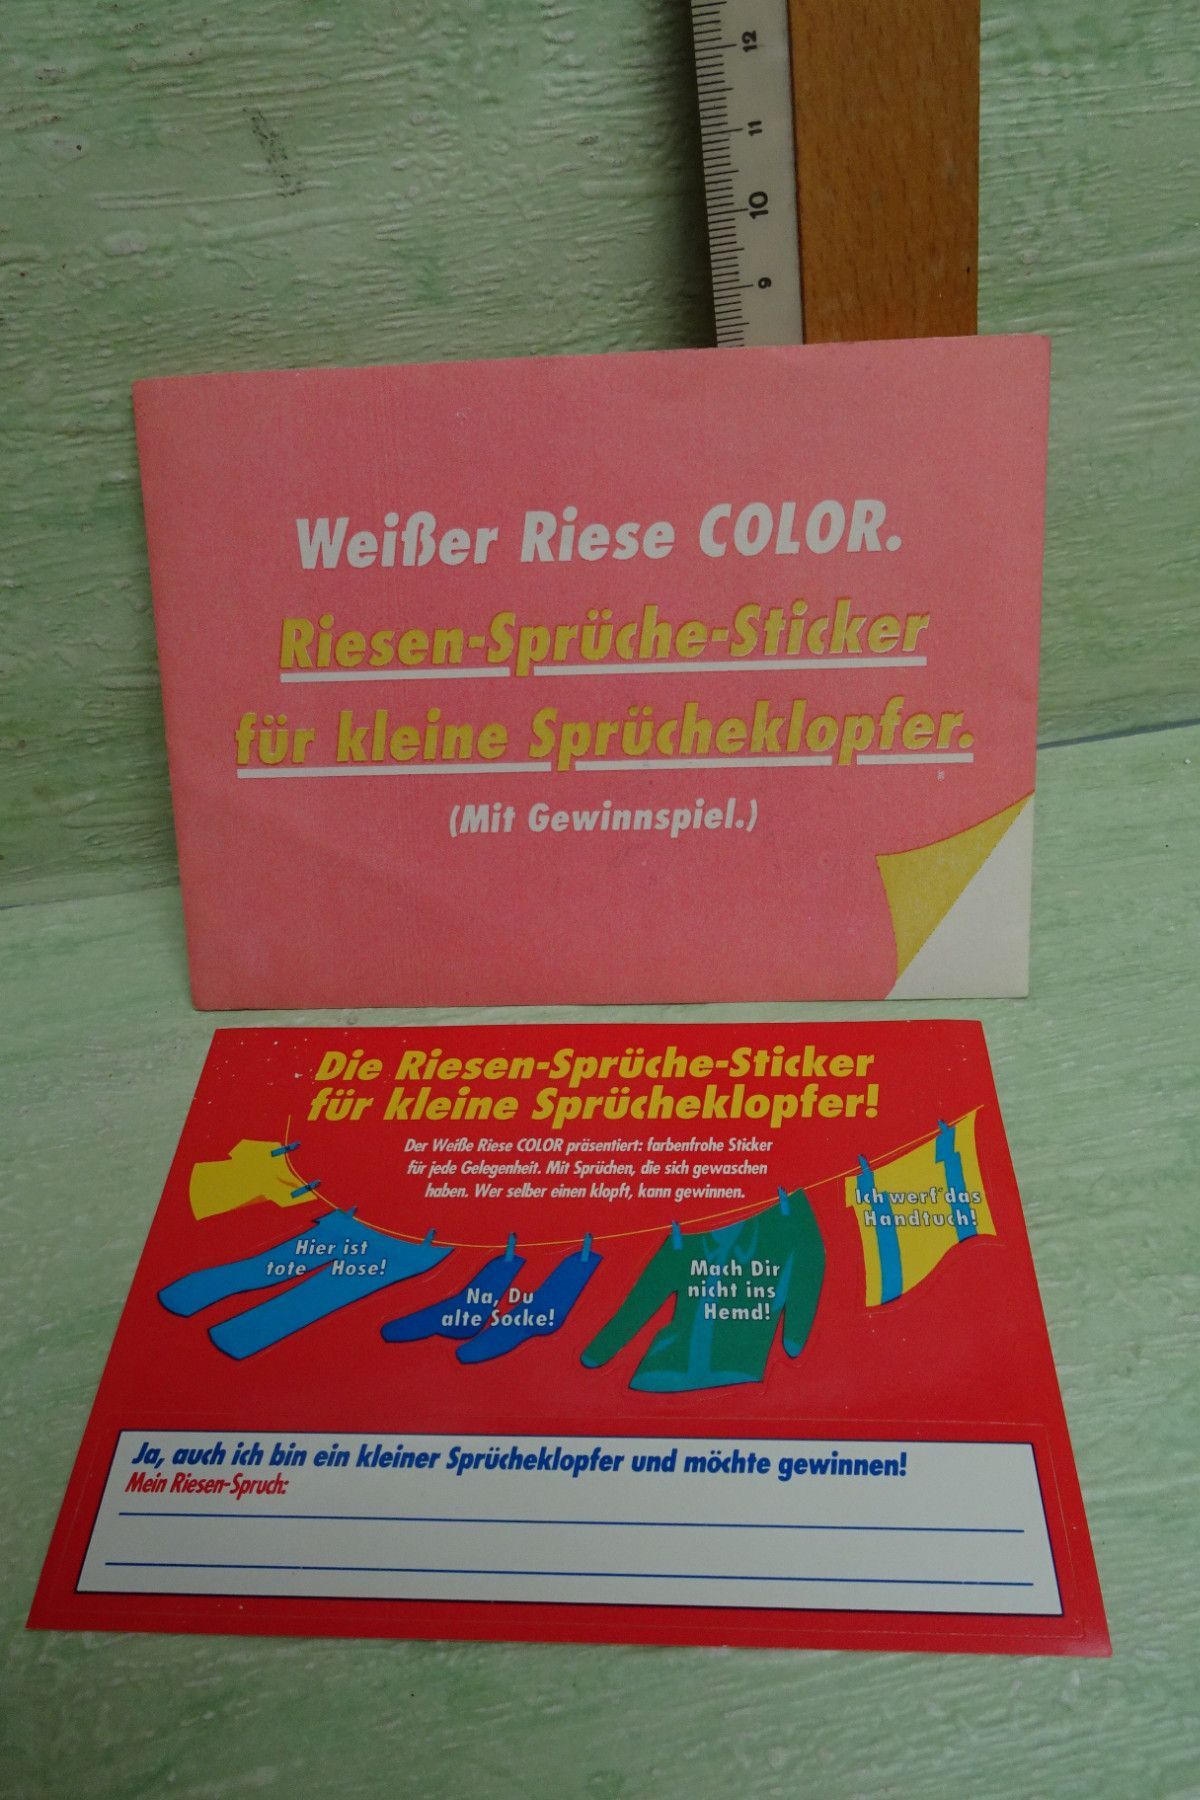 12
11
10
9
Weißer Riese COLOR.
Riesen-Sprüche-Sticker
für kleine Sprücheklopfer.
(Mit Gewinnspiel.)
Die Riesen-Sprüche-Sticker
für kleine Sprücheklopfer!
Der Weiße Riese COLOR präsentiert: farbenfrohe Sticker
für jede Gelegenheit. Mit Sprüchen, die sich gewaschen
haben. Wer selber einen klopft, kann gewinnen.
Hier ist
tote Hose!
Na, Du
alte Socke!
Mach Dir
nicht ins
Hemd!
Ich werf das
Handtuch!
Ja, auch ich bin ein kleiner Sprücheklopfer und möchte gewinnen!
Mein Riesen-Spruch: